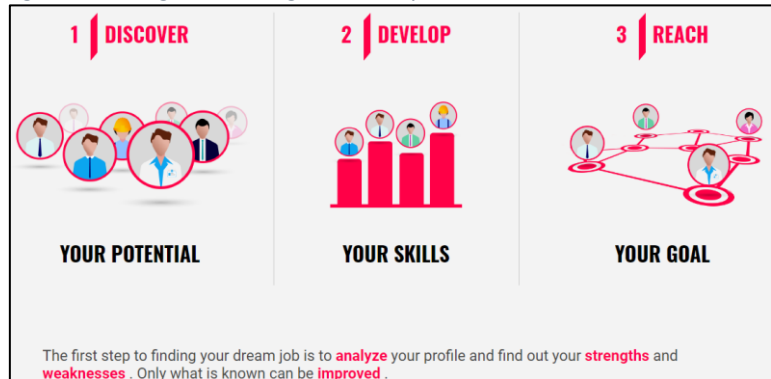 1 DISCOVER
2 DEVELOP
3 REACH
YOUR POTENTIAL
YOUR SKILLS
YOUR GOAL
The first step to finding your dream job is to analyze your profile and find out your strengths and
weaknesses . Only what is known can be improved .